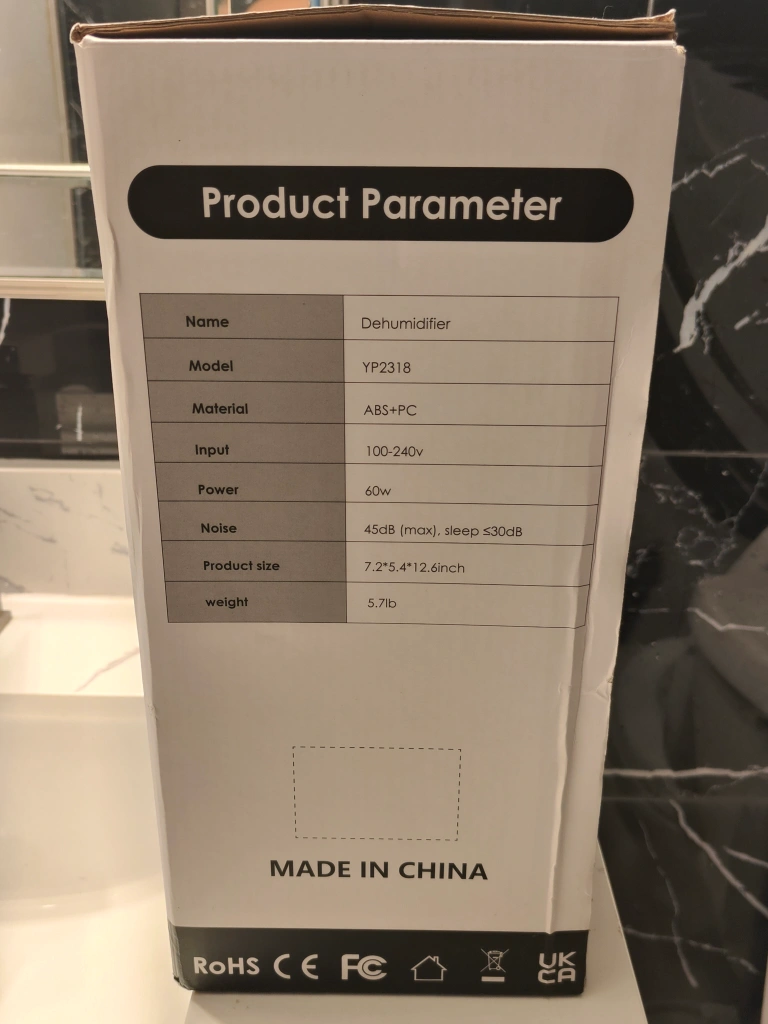 Product Parameter
Name Dehumidifier
Model YP2318
Material ABS+PC
Input 100-240v
Power 60w
Noise 45dB (max), sleep ≤30dB
Product size 7.2*5.4*12.6inch
weight 5.7lb
MADE IN CHINA
RoHS CE FC UK CA